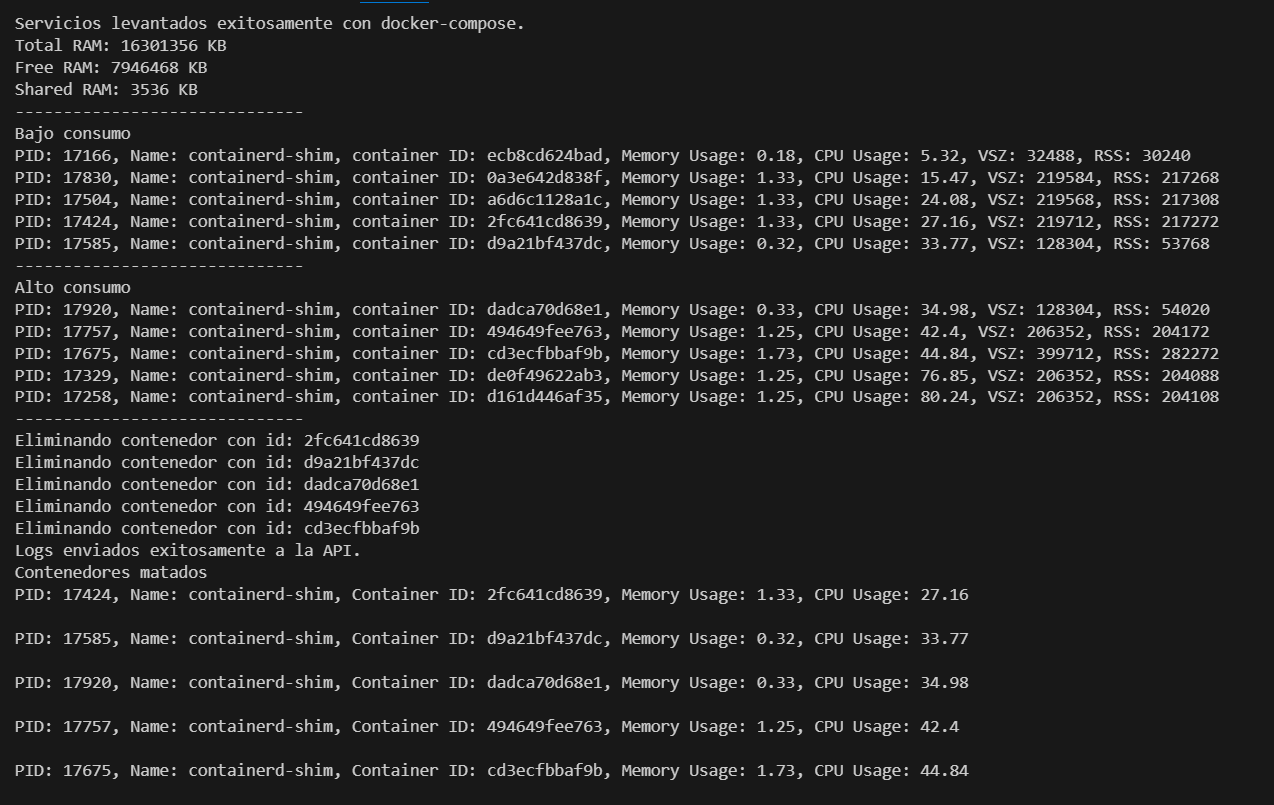 Servicios levantados exitosamente con docker-compose.
Total RAM: 16301356 KB
Free RAM: 7946468 KB
Shared RAM: 3536 KB
------------------------------
Bajo consumo
PID: 17166, Name: containerd-shim, container ID: ecb8cd624bad, Memory Usage: 0.18, CPU Usage: 5.32, VSZ: 32488, RSS: 30240
PID: 17830, Name: containerd-shim, container ID: 0a3e642d838f, Memory Usage: 1.33, CPU Usage: 15.47, VSZ: 219584, RSS: 217268
PID: 17504, Name: containerd-shim, container ID: a6d6c1128a1c, Memory Usage: 1.33, CPU Usage: 24.08, VSZ: 219568, RSS: 217308
PID: 17424, Name: containerd-shim, container ID: 2fc641cd8639, Memory Usage: 1.33, CPU Usage: 27.16, VSZ: 219712, RSS: 217272
PID: 17585, Name: containerd-shim, container ID: d9a21bf437dc, Memory Usage: 0.32, CPU Usage: 33.77, VSZ: 128304, RSS: 53768
------------------------------
Alto consumo
PID: 17920, Name: containerd-shim, container ID: dadca70d68e1, Memory Usage: 0.33, CPU Usage: 34.98, VSZ: 128304, RSS: 54020
PID: 17757, Name: containerd-shim, container ID: 494649fee763, Memory Usage: 1.25, CPU Usage: 42.4, VSZ: 206352, RSS: 204172
PID: 17675, Name: containerd-shim, container ID: cd3ecfbbaf9b, Memory Usage: 1.73, CPU Usage: 44.84, VSZ: 399712, RSS: 282272
PID: 17329, Name: containerd-shim, container ID: de0f49622ab3, Memory Usage: 1.25, CPU Usage: 76.85, VSZ: 206352, RSS: 204088
PID: 17258, Name: containerd-shim, container ID: d161d446af35, Memory Usage: 1.25, CPU Usage: 80.24, VSZ: 206352, RSS: 204108
------------------------------
Eliminando contenedor con id: 2fc641cd8639
Eliminando contenedor con id: d9a21bf437dc
Eliminando contenedor con id: dadca70d68e1
Eliminando contenedor con id: 494649fee763
Eliminando contenedor con id: cd3ecfbbaf9b
Logs enviados exitosamente a la API.
Contenedores matados
PID: 17424, Name: containerd-shim, Container ID: 2fc641cd8639, Memory Usage: 1.33, CPU Usage: 27.16
PID: 17585, Name: containerd-shim, Container ID: d9a21bf437dc, Memory Usage: 0.32, CPU Usage: 33.77
PID: 17920, Name: containerd-shim, Container ID: dadca70d68e1, Memory Usage: 0.33, CPU Usage: 34.98
PID: 17757, Name: containerd-shim, Container ID: 494649fee763, Memory Usage: 1.25, CPU Usage: 42.4
PID: 17675, Name: containerd-shim, Container ID: cd3ecfbbaf9b, Memory Usage: 1.73, CPU Usage: 44.84